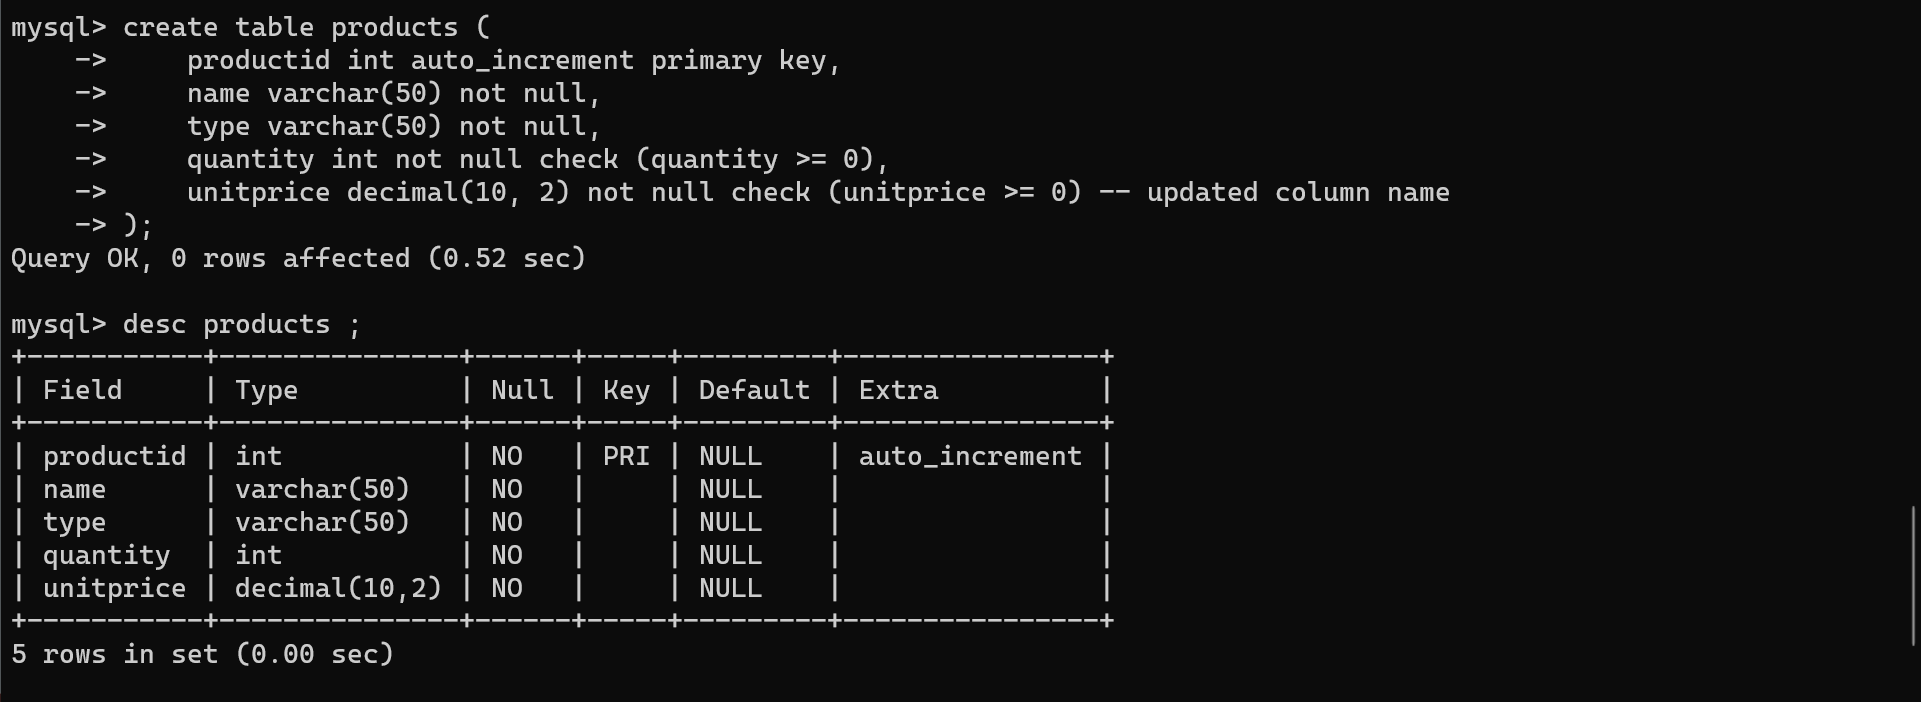 mysql> create table products (
    ->     productid int auto_increment primary key,
    ->     name varchar(50) not null,
    ->     type varchar(50) not null,
    ->     quantity int not null check (quantity >= 0),
    ->     unitprice decimal(10, 2) not null check (unitprice >= 0) -- updated column name
    -> );
Query OK, 0 rows affected (0.52 sec)

mysql> desc products ;
+-----------+---------------+------+-----+---------+----------------+
| Field     | Type          | Null | Key | Default | Extra          |
+-----------+---------------+------+-----+---------+----------------+
| productid | int           | NO   | PRI | NULL    | auto_increment |
| name      | varchar(50)   | NO   |     | NULL    |                |
| type      | varchar(50)   | NO   |     | NULL    |                |
| quantity  | int           | NO   |     | NULL    |                |
| unitprice | decimal(10,2) | NO   |     | NULL    |                |
+-----------+---------------+------+-----+---------+----------------+
5 rows in set (0.00 sec)